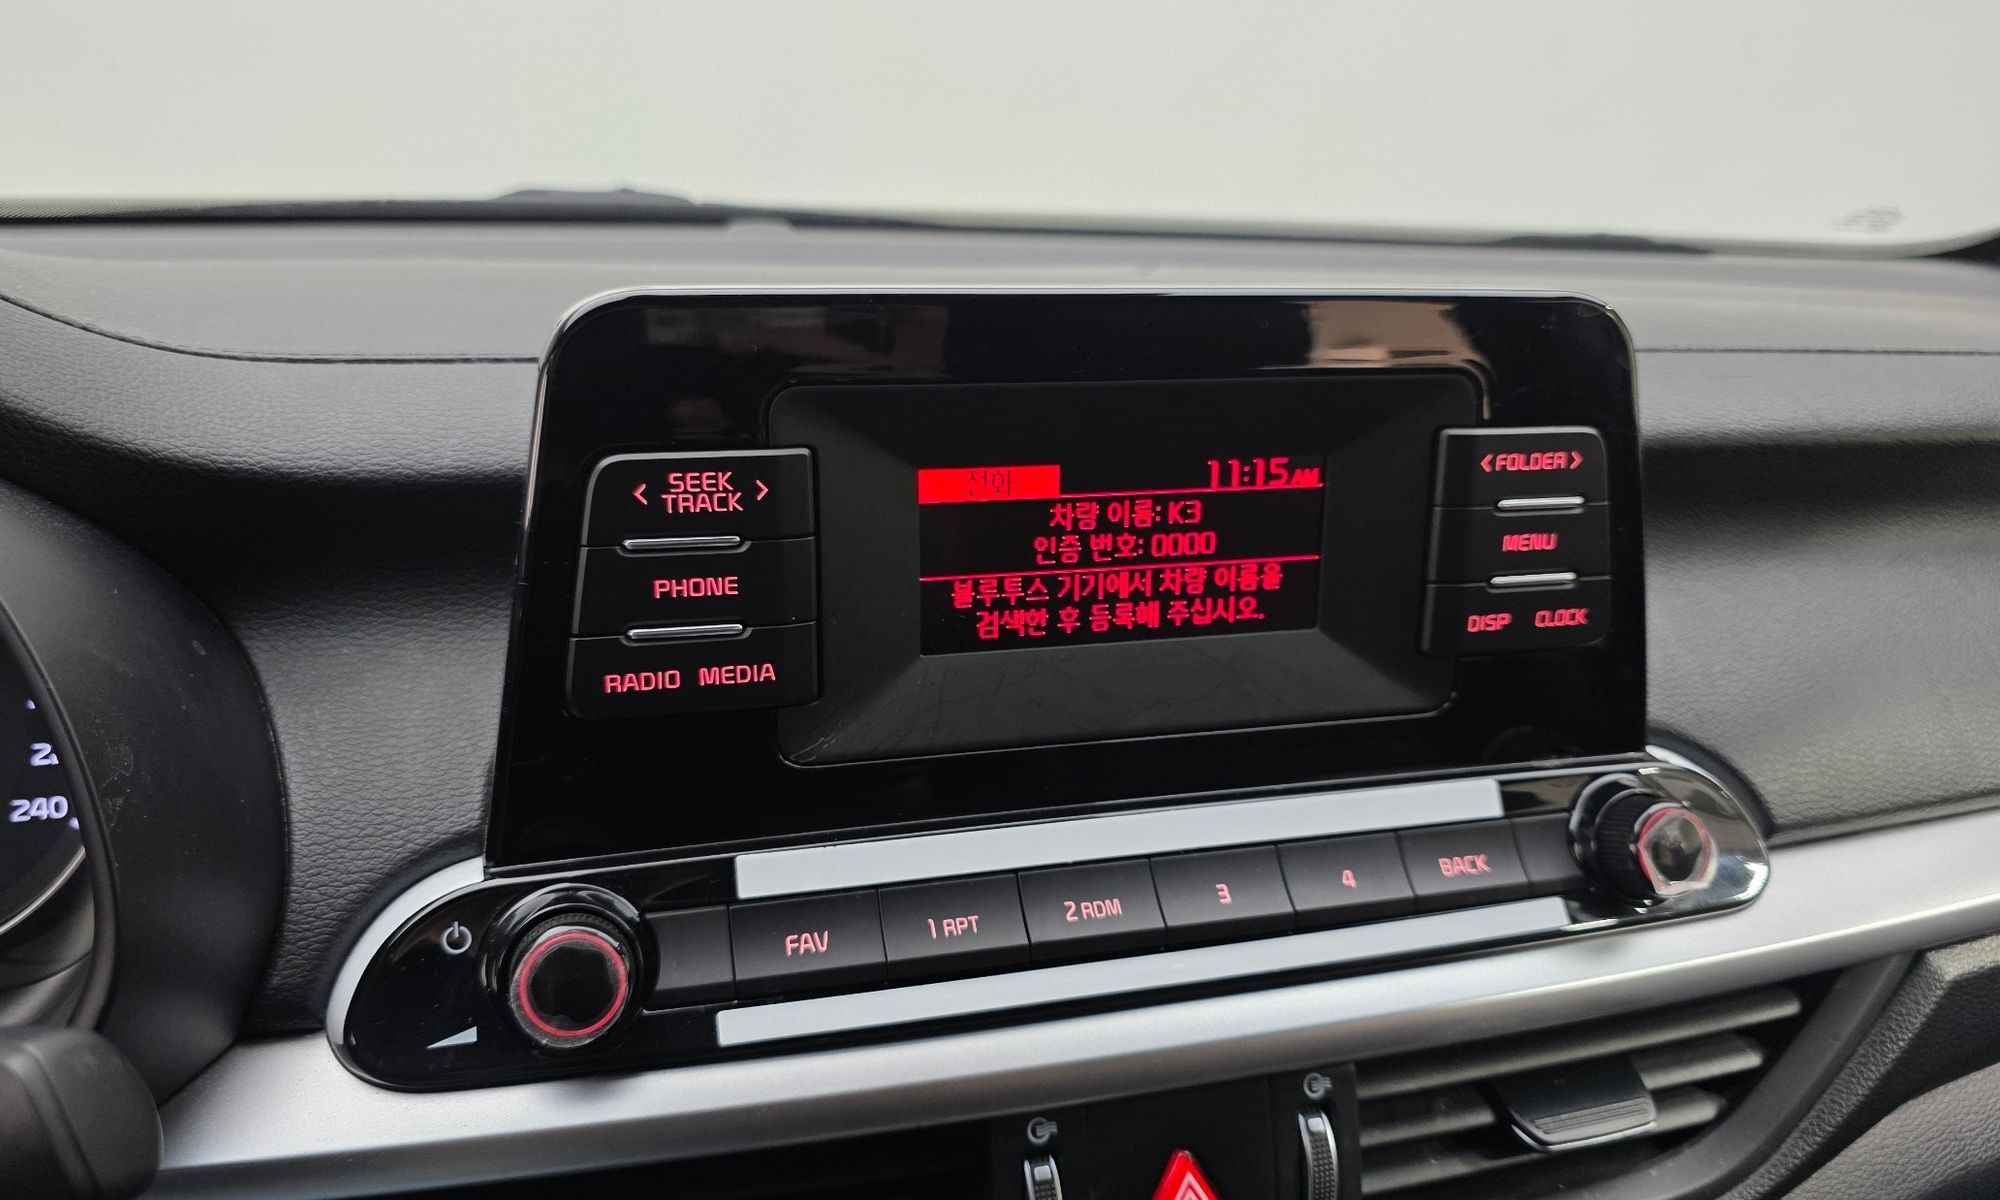 전화 11:15AM
차량 이름: K3
인증 번호: 0000
블루투스 기기에서 차량 이름을
검색한 후 등록해 주십시오.
< SEEK TRACK >
PHONE
RADIO MEDIA
<FOLDER>
MENU
DISP CLOCK
FAV 1 RPT 2 RDM 3 4 BACK
240